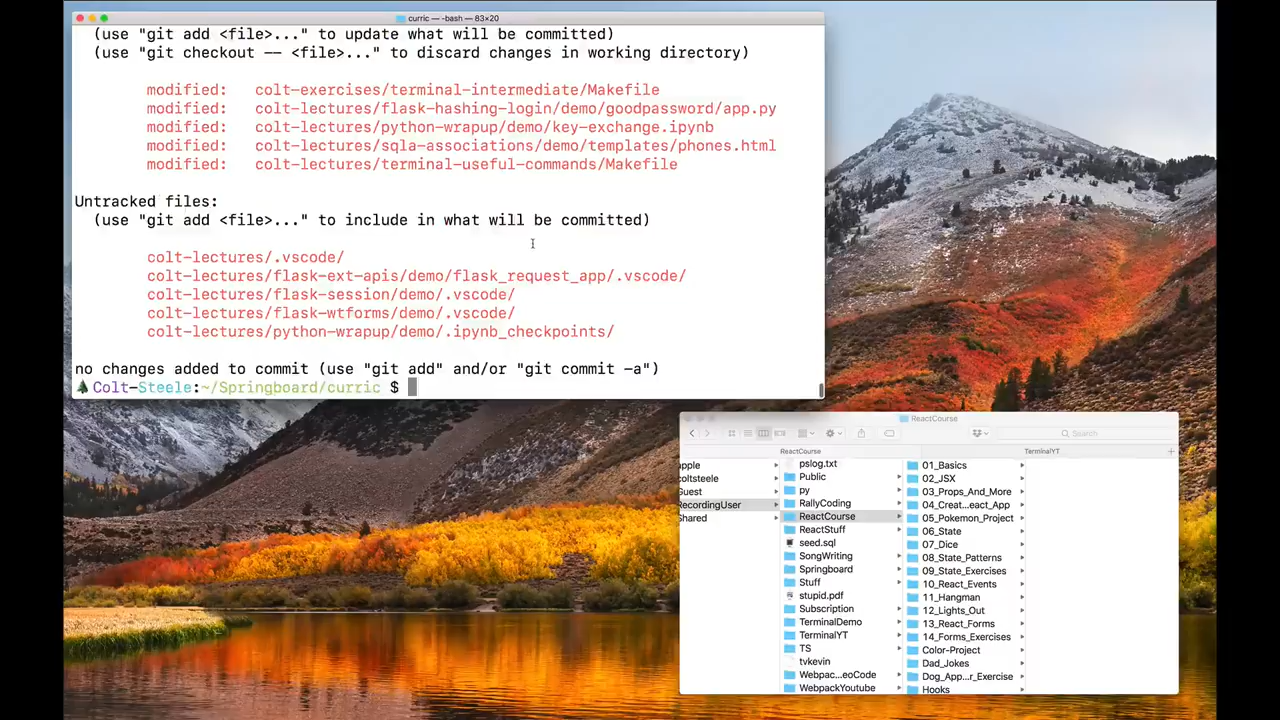 curric — -bash — 83×20
(use "git add <file>..." to update what will be committed)
(use "git checkout -- <file>..." to discard changes in working directory)
modified: colt-exercises/terminal-intermediate/Makefile
modified: colt-lectures/flask-hashing-login/demo/goodpassword/app.py
modified: colt-lectures/python-wrapup/demo/key-exchange.ipynb
modified: colt-lectures/sqla-associations/demo/templates/phones.html
modified: colt-lectures/terminal-useful-commands/Makefile
Untracked files:
(use "git add <file>..." to include in what will be committed)
colt-lectures/.vscode/
colt-lectures/flask-ext-apis/demo/flask_request_app/.vscode/
colt-lectures/flask-session/demo/.vscode/
colt-lectures/flask-wtforms/demo/.vscode/
colt-lectures/python-wrapup/demo/.ipynb_checkpoints/
no changes added to commit (use "git add" and/or "git commit -a")
Colt-Steele:~/Springboard/curric $
ReactCourse
Search
ReactCourse TerminalYT
apple
coltsteele
Guest
RecordingUser
Shared
pslog.txt
Public
py
RallyCoding
ReactCourse
ReactStuff
seed.sql
SongWriting
Springboard
Stuff
stupid.pdf
Subscription
TerminalDemo
TerminalYT
TS
tvkevin
Webpac...eoCode
WebpackYoutube
01_Basics
02_JSX
03_Props_And_More
04_Creat...eact_App
05_Pokemon_Project
06_State
07_Dice
08_State_Patterns
09_State_Exercises
10_React_Events
11_Hangman
12_Lights_Out
13_React_Forms
14_Forms_Exercises
Color-Project
Dad_Jokes
Dog_App...r_Exercise
Hooks